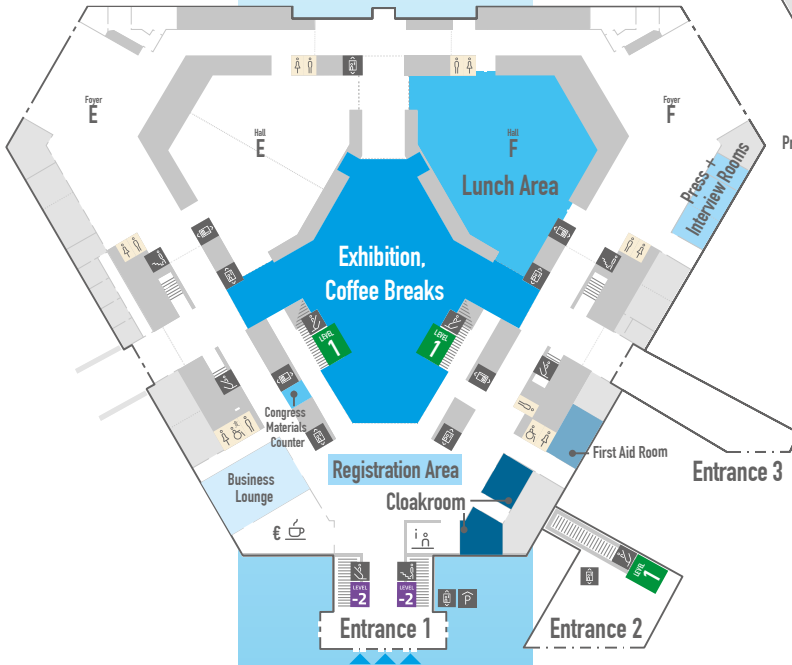 Foyer
E
Hall
E
Hall
F
Lunch Area
Foyer
F
Press +
Interview Rooms
Exhibition,
Coffee Breaks
LEVEL
1
LEVEL
1
Congress
Materials
Counter
Registration Area
First Aid Room
Entrance 3
Business
Lounge
Cloakroom
€
i
LEVEL
-2
LEVEL
-2
P
LEVEL
1
Entrance 1
Entrance 2